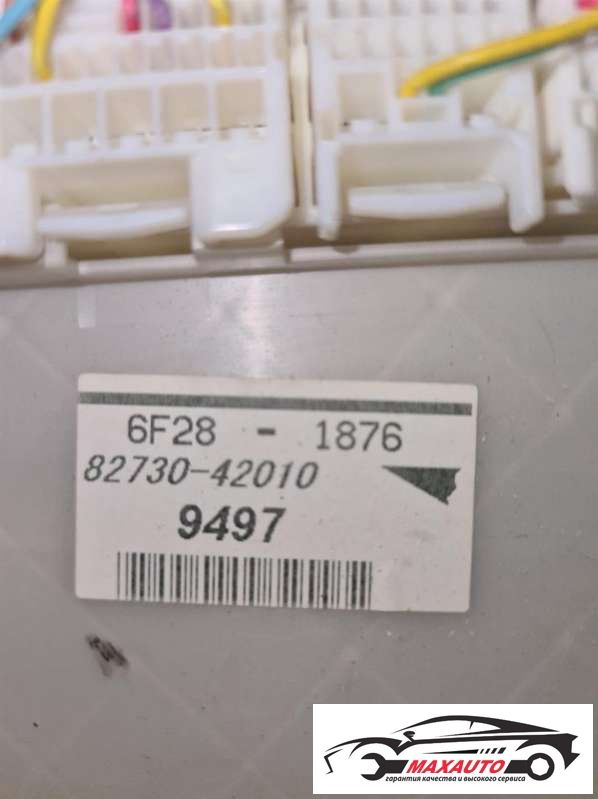 6F28 - 1876
82730-42010
9497
MAXAUTO
гарантия качества и высокого сервиса